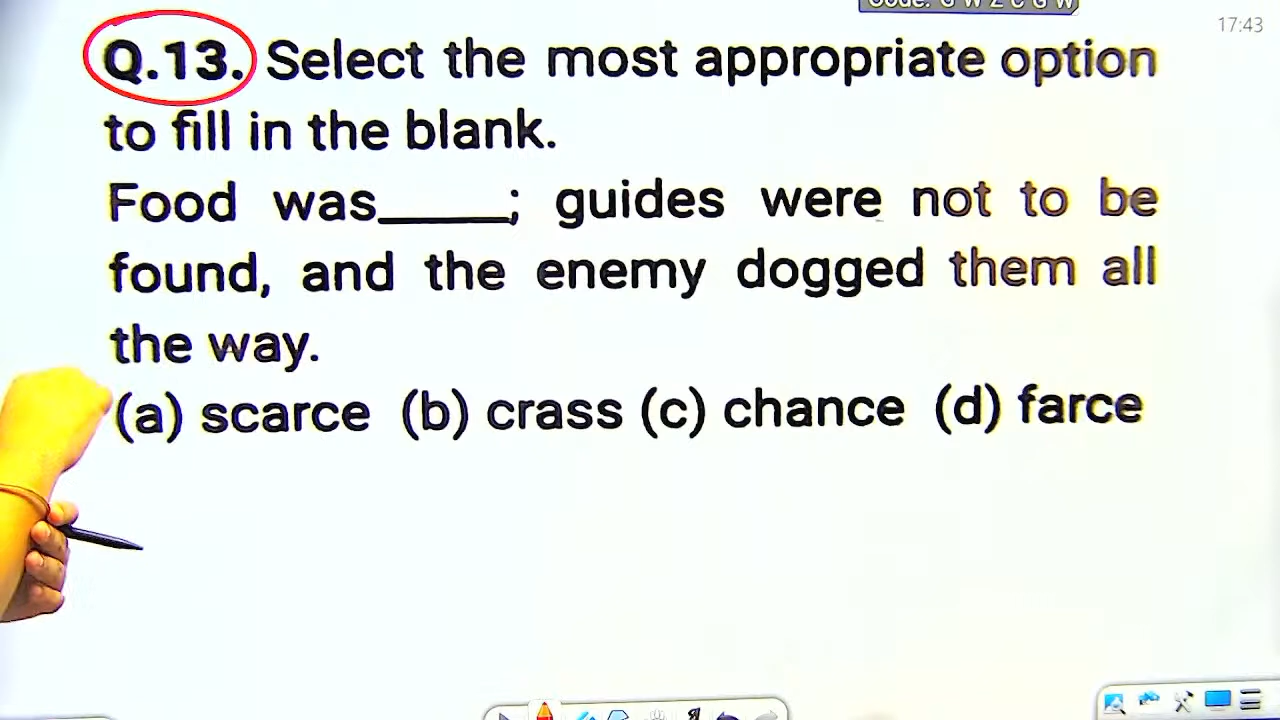 17:43
Q.13. Select the most appropriate option
to fill in the blank.
Food was_____; guides were not to be
found, and the enemy dogged them all
the way.
(a) scarce (b) crass (c) chance (d) farce